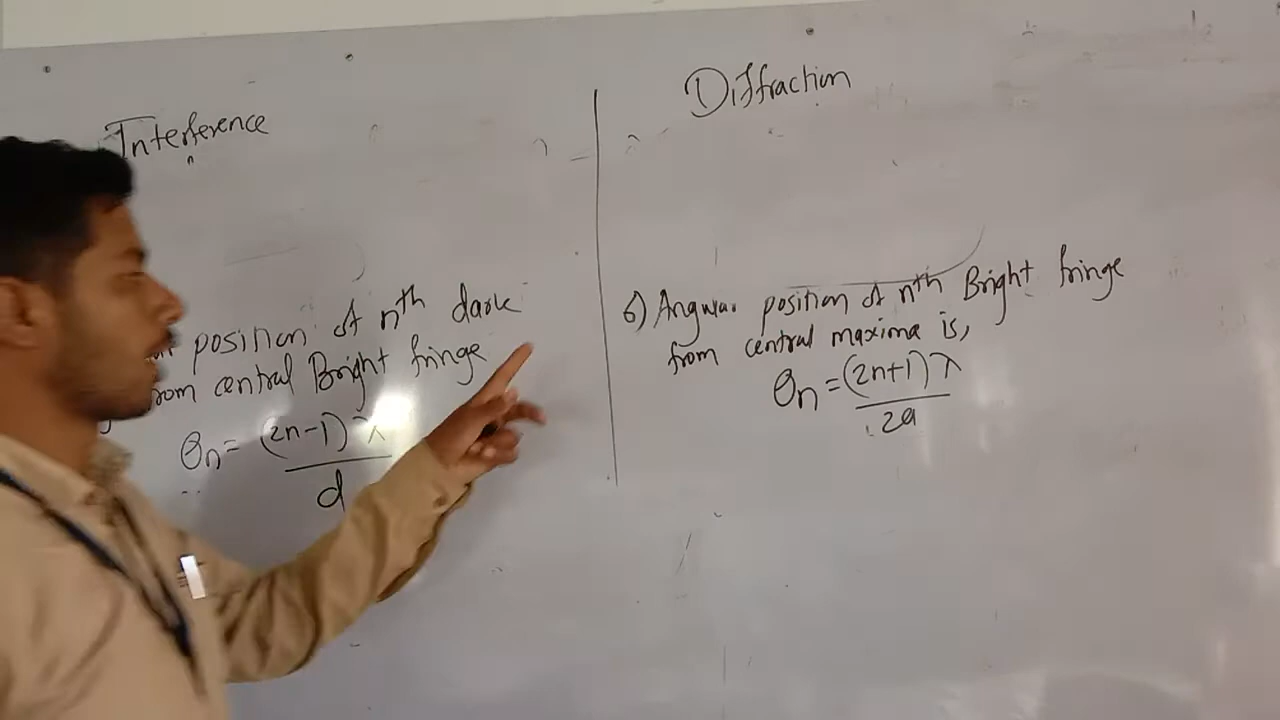 Interference
position of nth dark
from central Bright fringe
θn = (2n-1) λ
d
Diffraction
6) Angular position of nth Bright fringe
from central maxima is,
θn = (2n+1) λ
2a